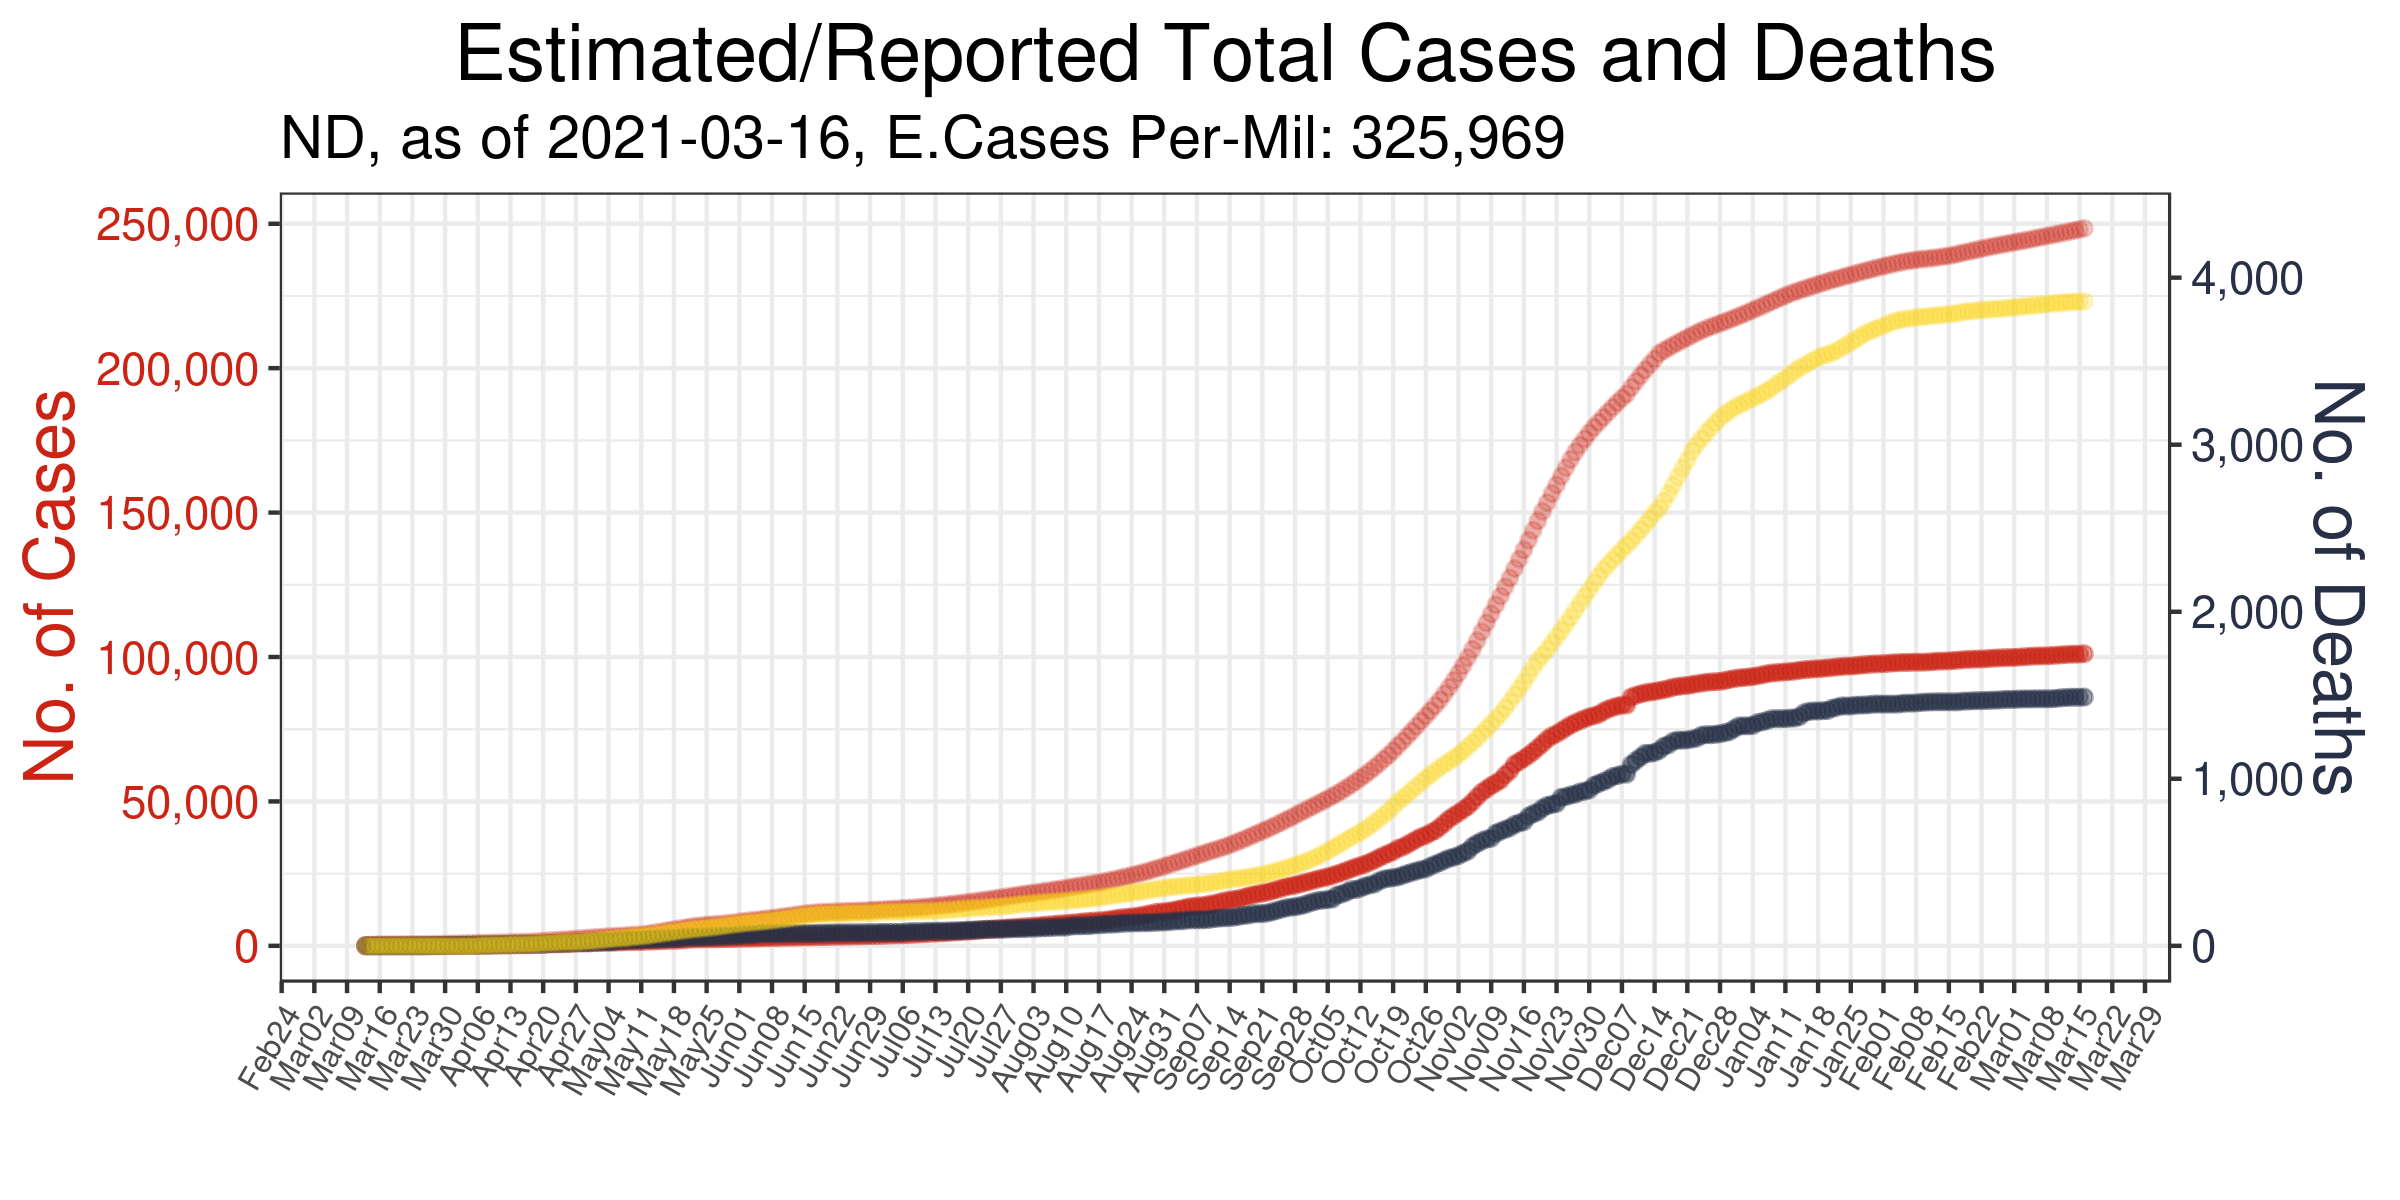 Estimated/Reported Total Cases and Deaths
ND, as of 2021-03-16, E.Cases Per-Mil: 325,969
No. of Cases
250,000
200,000
150,000
100,000
50,000
0
4,000
3,000
2,000
1,000
0
No. of Deaths
Feb24
Mar02
Mar09
Mar16
Mar23
Mar30
Apr06
Apr13
Apr20
Apr27
May04
May11
May18
May25
Jun01
Jun08
Jun15
Jun22
Jun29
Jul06
Jul13
Jul20
Jul27
Aug03
Aug10
Aug17
Aug24
Aug31
Sep07
Sep14
Sep21
Sep28
Oct05
Oct12
Oct19
Oct26
Nov02
Nov09
Nov16
Nov23
Nov30
Dec07
Dec14
Dec21
Dec28
Jan04
Jan11
Jan18
Jan25
Feb01
Feb08
Feb15
Feb22
Mar01
Mar08
Mar15
Mar22
Mar29